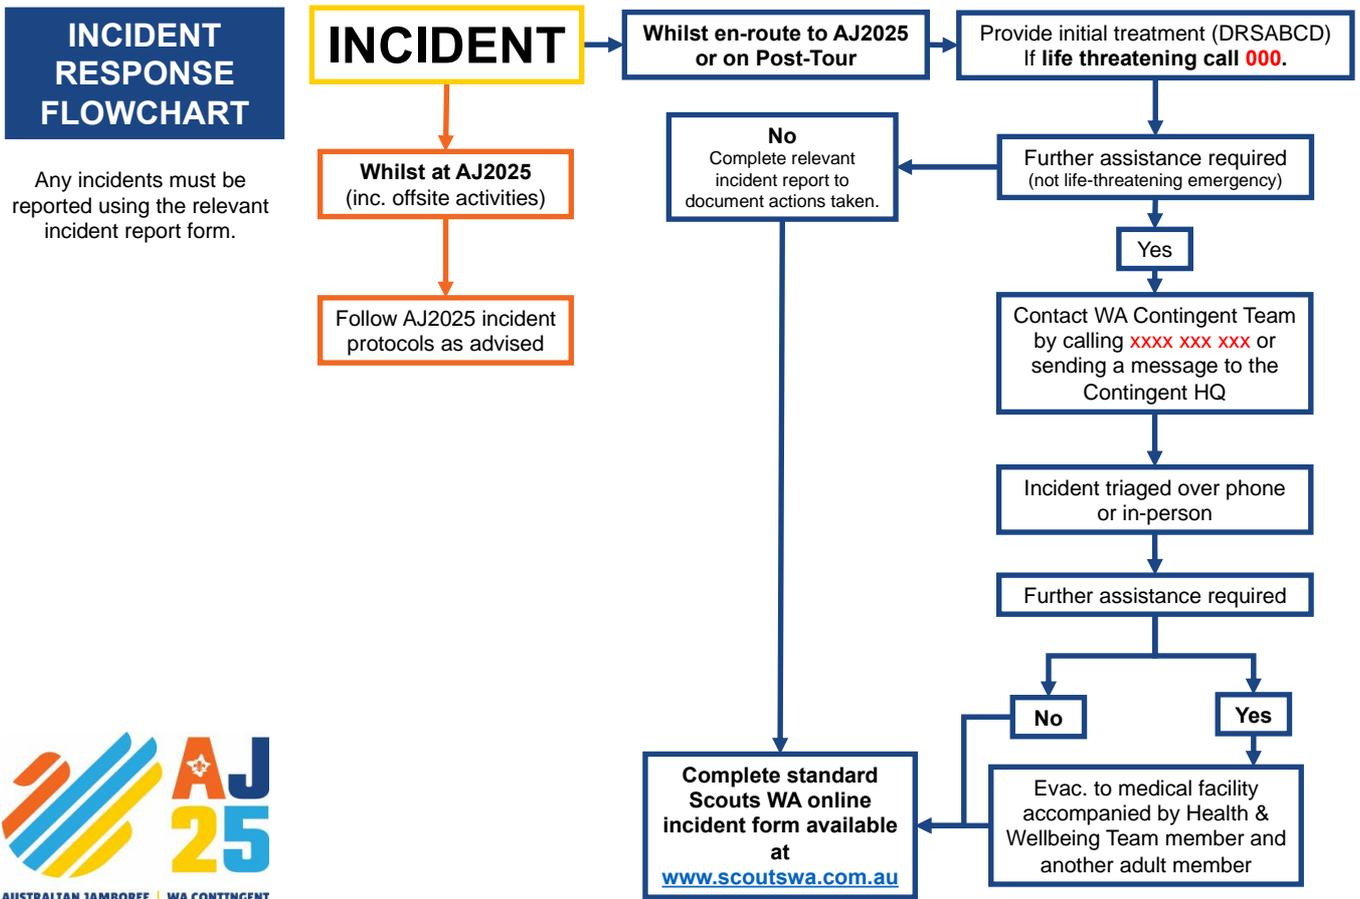 INCIDENT
RESPONSE
FLOWCHART
Any incidents must be
reported using the relevant
incident report form.
INCIDENT
Whilst at AJ2025
(inc. offsite activities)
Follow AJ2025 incident
protocols as advised
Whilst en-route to AJ2025
or on Post-Tour
Provide initial treatment (DRSABCD)
If life threatening call 000.
Further assistance required
(not life-threatening emergency)
No
Complete relevant
incident report to
document actions taken.
Yes
Contact WA Contingent Team
by calling xxxx xxx xxx or
sending a message to the
Contingent HQ
Incident triaged over phone
or in-person
Further assistance required
No
Yes
Evac. to medical facility
accompanied by Health &
Wellbeing Team member and
another adult member
Complete standard
Scouts WA online
incident form available
at
www.scoutswa.com.au
AJ
25
AUSTRALIAN JAMBOREE | WA CONTINGENT